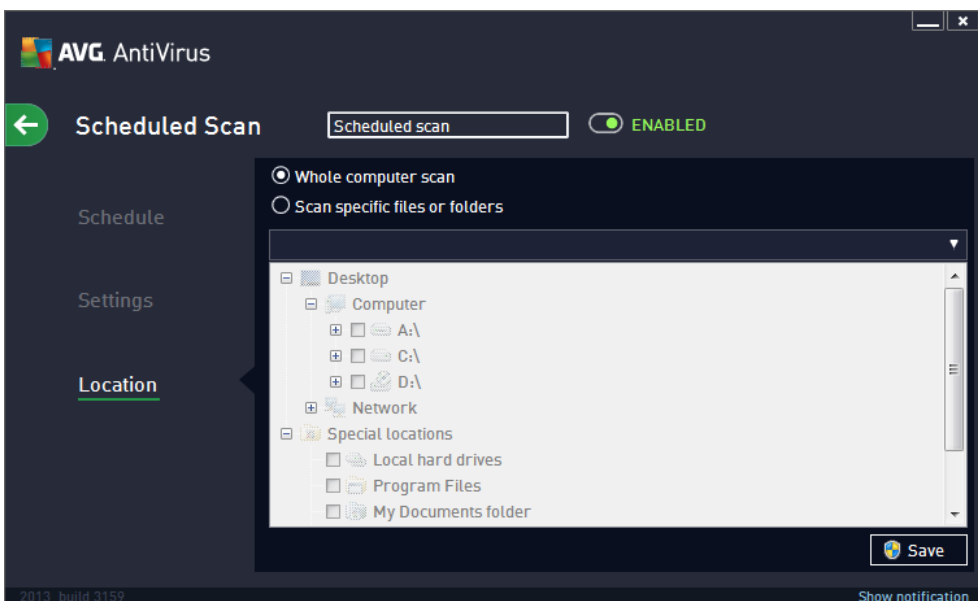 AVG. AntiVirus
Scheduled Scan
Scheduled scan
ENABLED
Schedule
Settings
Location
Whole computer scan
Scan specific files or folders
Desktop
Computer
A:\
C:\
D:\
Network
Special locations
Local hard drives
Program Files
My Documents folder
Save
2013 build 3159
Show notification